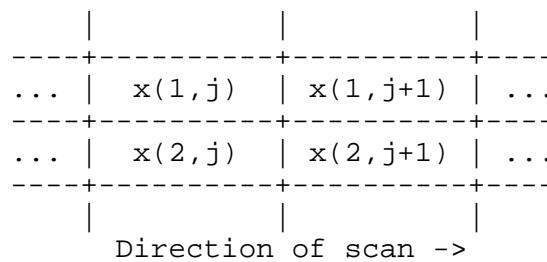 |          |          |
----+----------+----------+----
... |  x(1,j)  | x(1,j+1) | ...
----+----------+----------+----
... |  x(2,j)  | x(2,j+1) | ...
----+----------+----------+----
    |          |          |
     Direction of scan ->